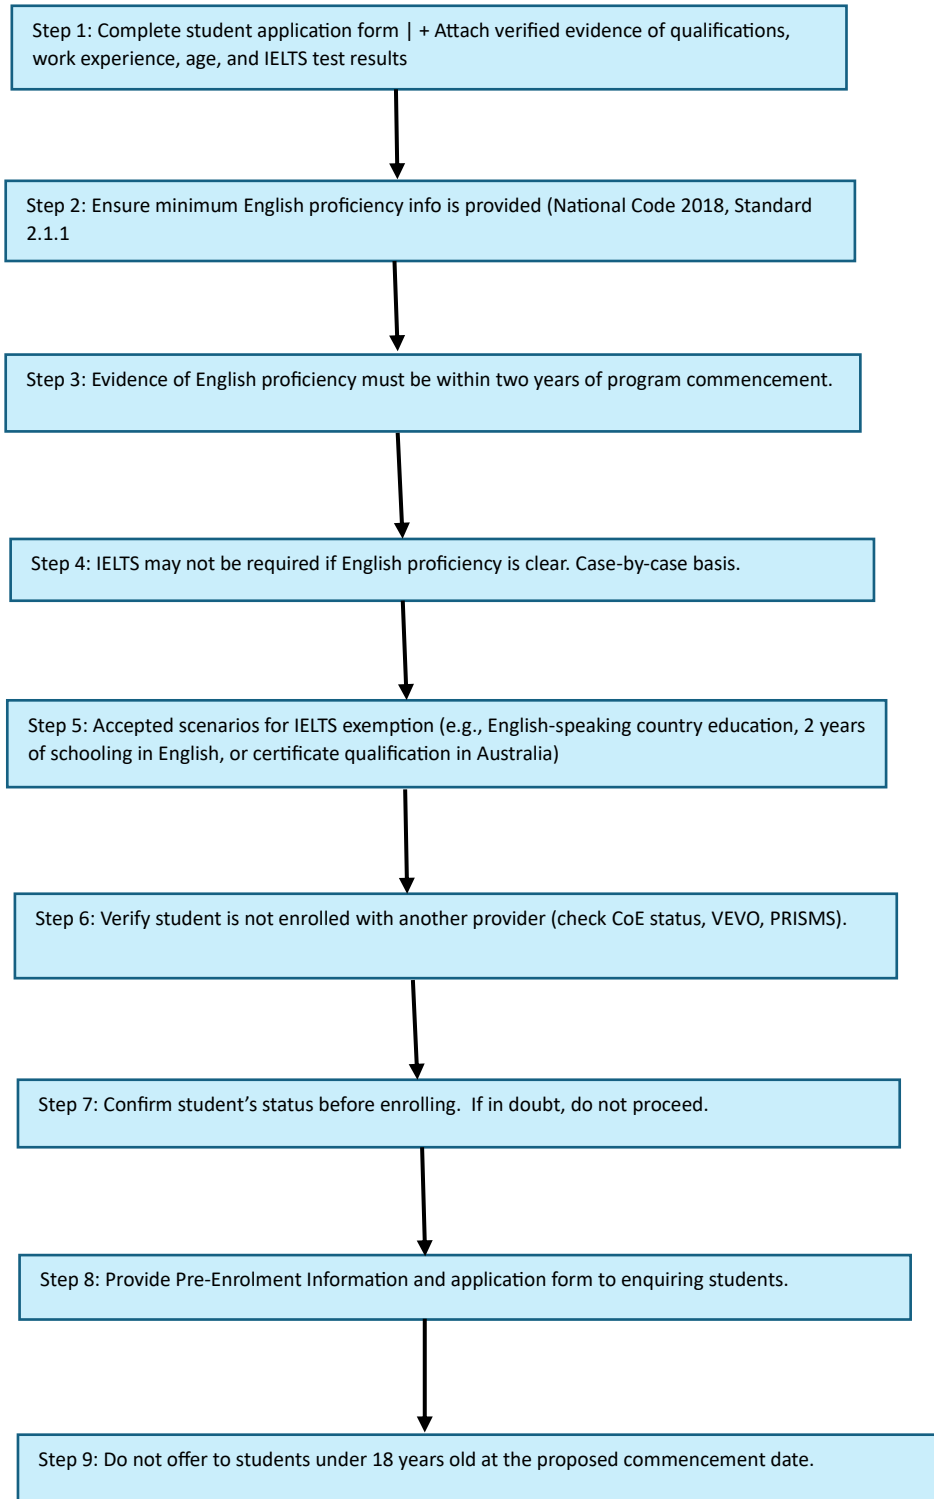 Step 1: Complete student application form | + Attach verified evidence of qualifications,
work experience, age, and IELTS test results
Step 2: Ensure minimum English proficiency info is provided (National Code 2018, Standard
2.1.1
Step 3: Evidence of English proficiency must be within two years of program commencement.
Step 4: IELTS may not be required if English proficiency is clear. Case-by-case basis.
Step 5: Accepted scenarios for IELTS exemption (e.g., English-speaking country education, 2 years
of schooling in English, or certificate qualification in Australia)
Step 6: Verify student is not enrolled with another provider (check CoE status, VEVO, PRISMS).
Step 7: Confirm student’s status before enrolling.  If in doubt, do not proceed.
Step 8: Provide Pre-Enrolment Information and application form to enquiring students.
Step 9: Do not offer to students under 18 years old at the proposed commencement date.